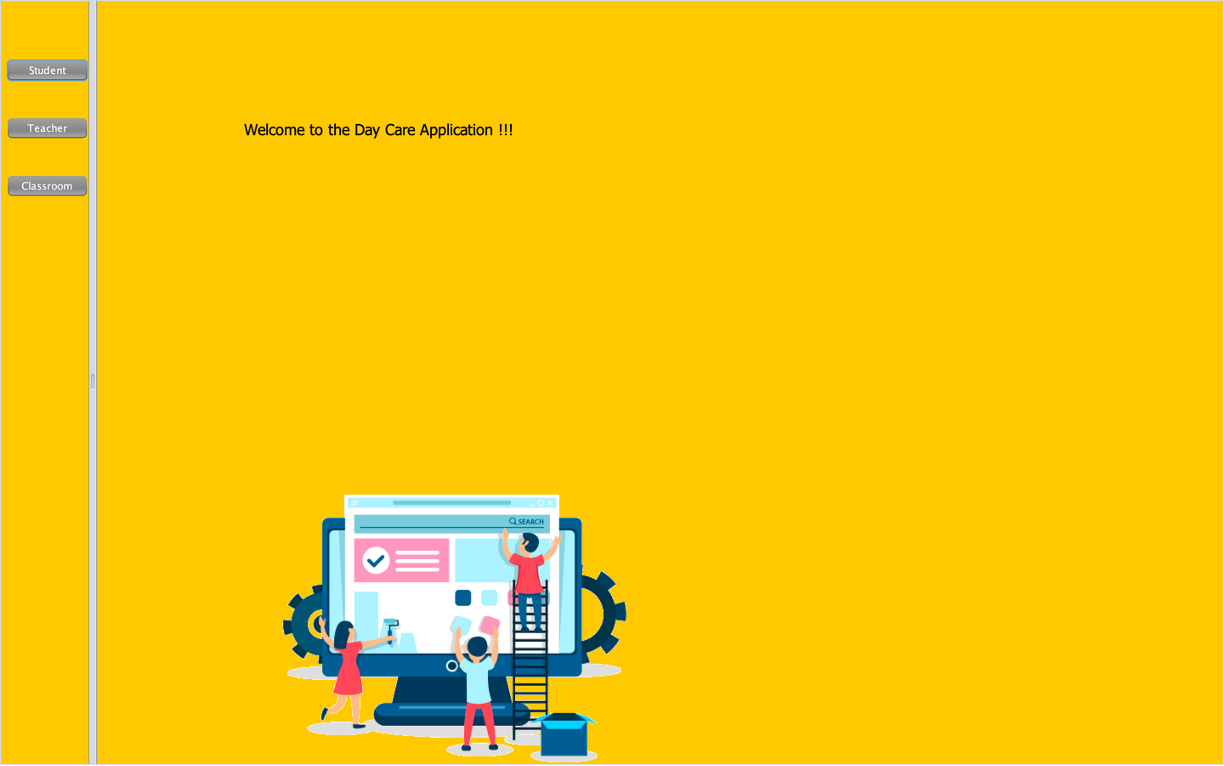 Student
Welcome to the Day Care Application !!!
Teacher
Classroom
SEARCH